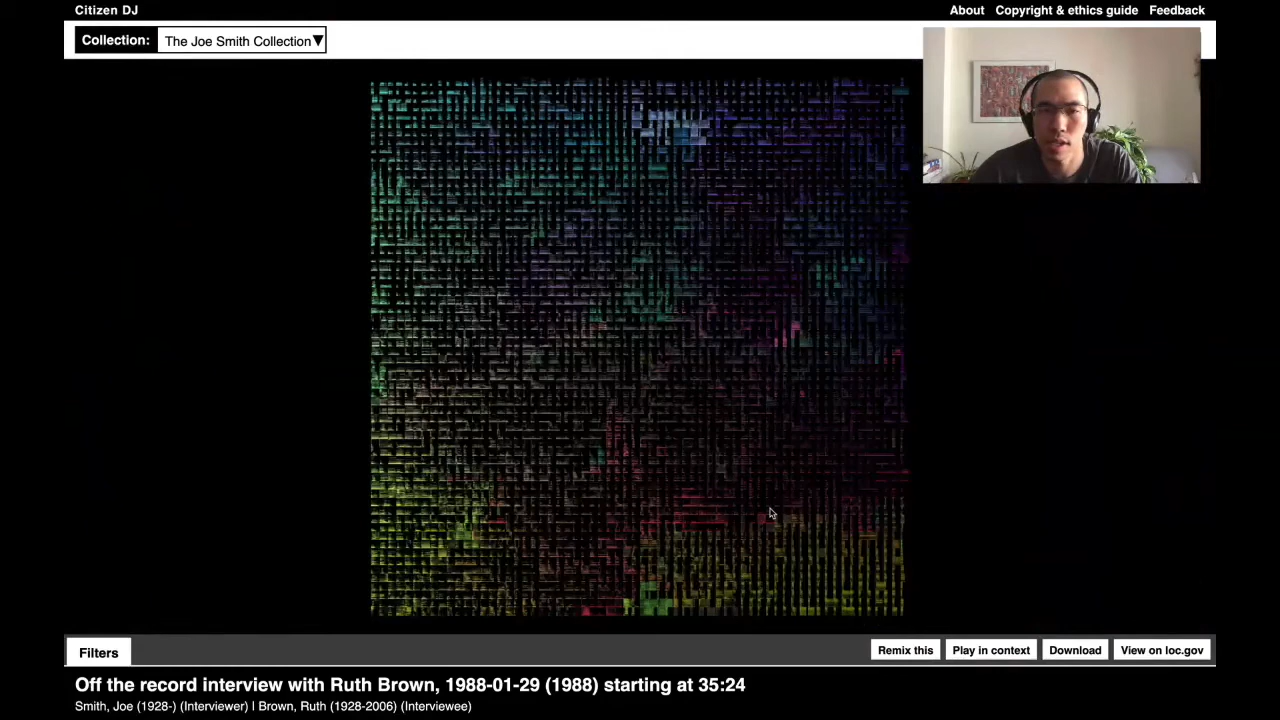 Citizen DJ
About Copyright & ethics guide Feedback
Collection: The Joe Smith Collection
Filters
Remix this Play in context Download View on loc.gov
Off the record interview with Ruth Brown, 1988-01-29 (1988) starting at 35:24
Smith, Joe (1928-) (Interviewer) | Brown, Ruth (1928-2006) (Interviewee)